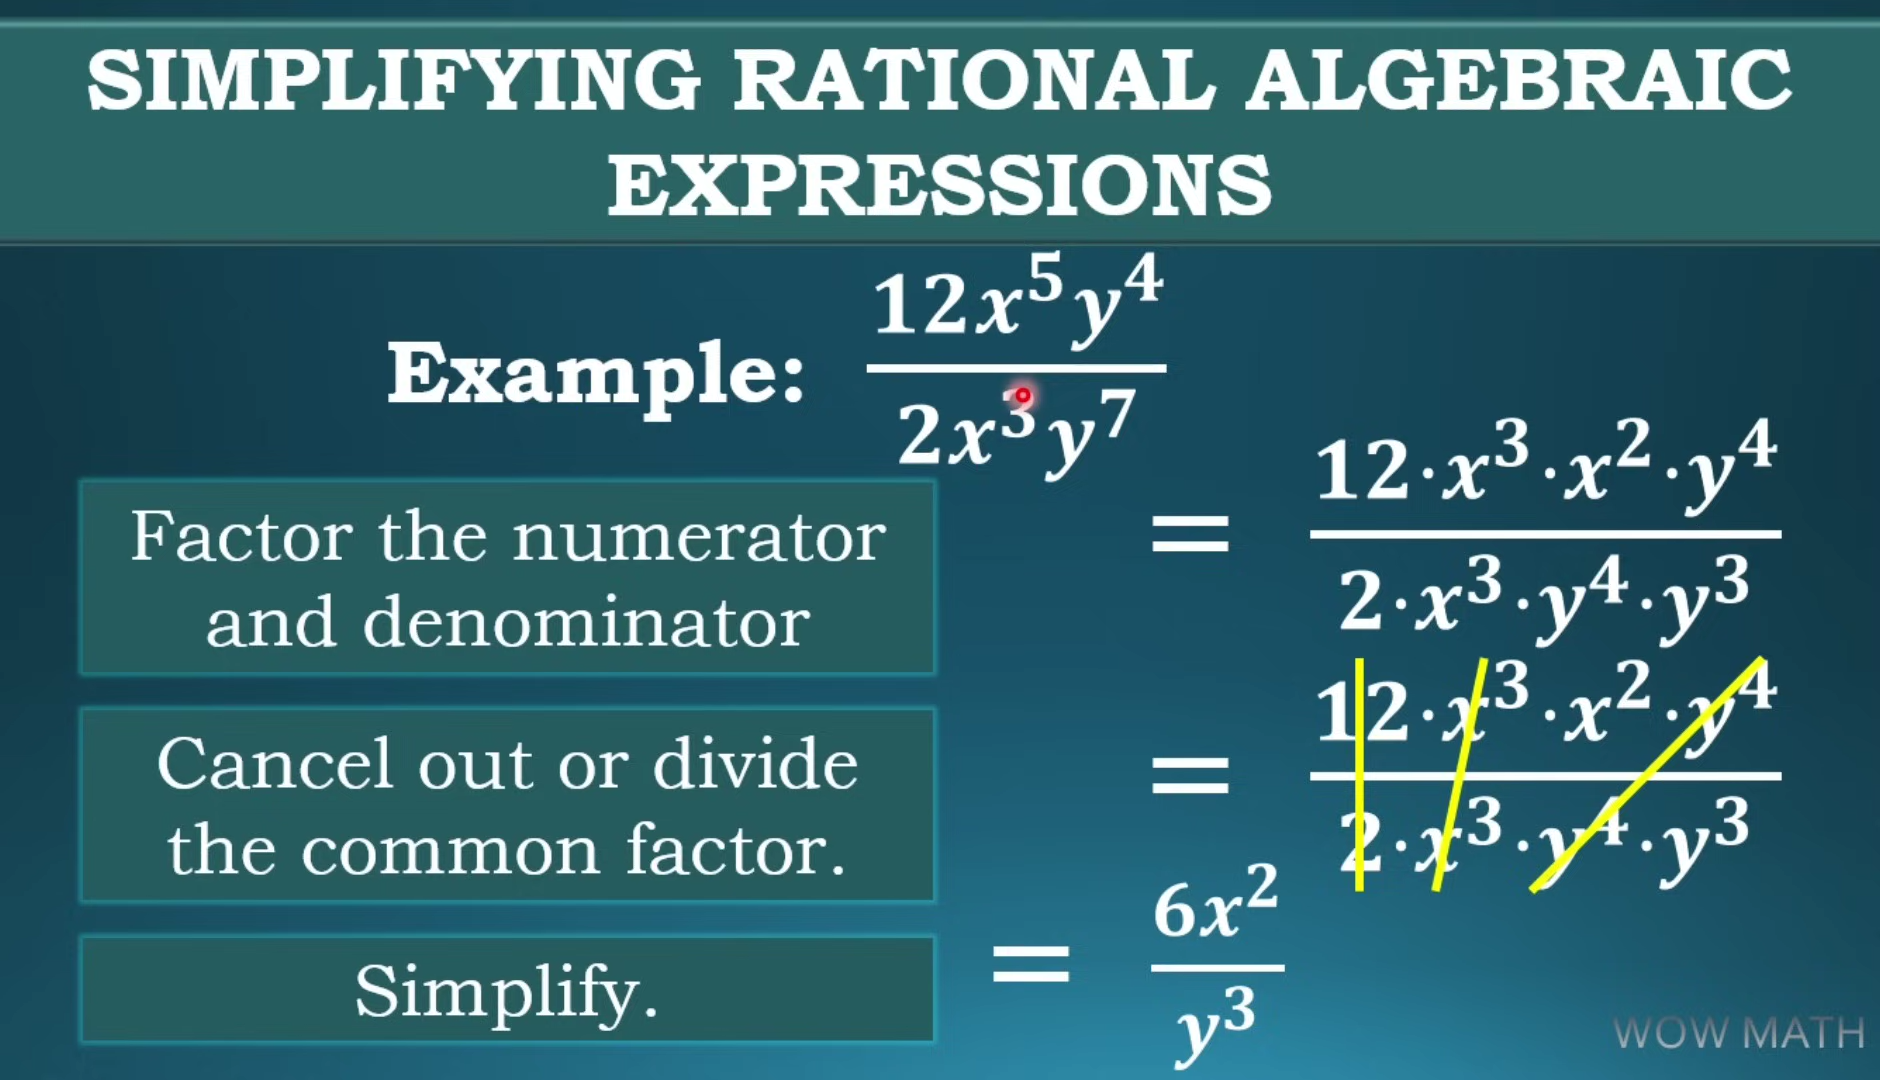 SIMPLIFYING RATIONAL ALGEBRAIC
EXPRESSIONS
Example: 12x⁵y⁴ / 2x³y⁷
Factor the numerator
and denominator
= 12·x³·x²·y⁴ / 2·x³·y⁴·y³
Cancel out or divide
the common factor.
= 12·x³·x²·y⁴ / 2·x³·y⁴·y³
Simplify.
= 6x² / y³
WOW MATH